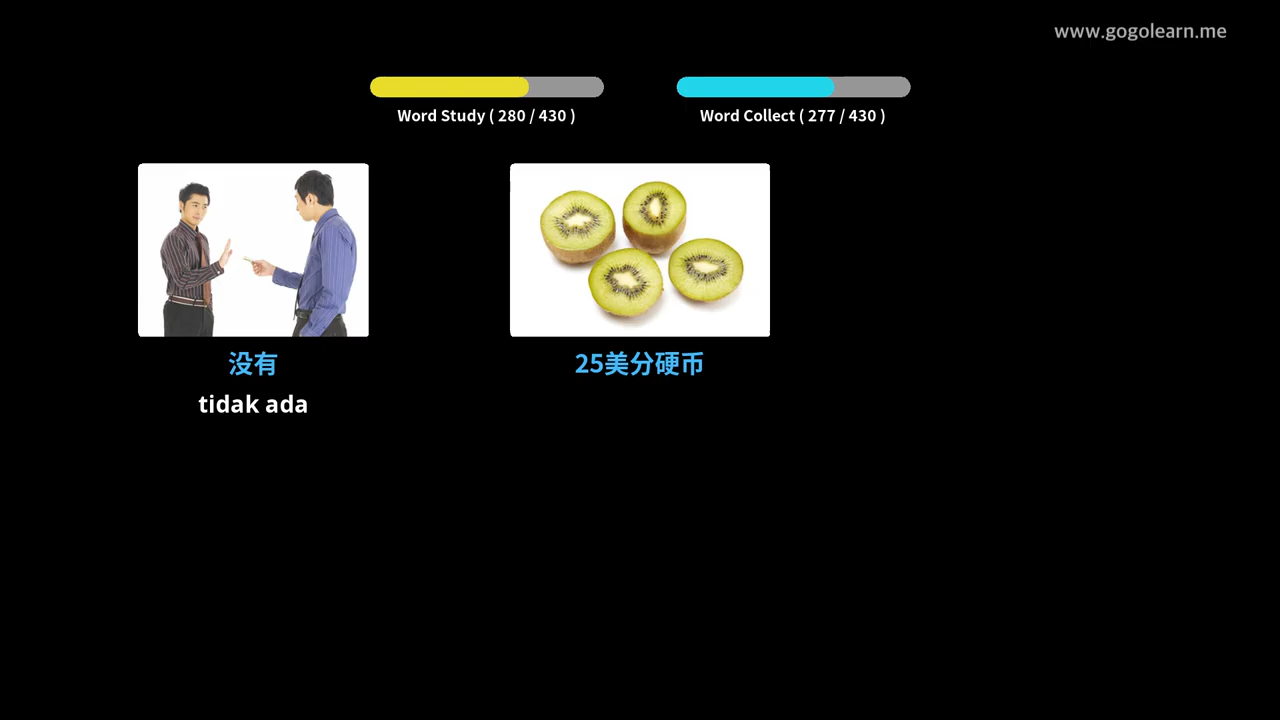 www.gogolearn.me
Word Study ( 280 / 430 )
Word Collect ( 277 / 430 )
没有
tidak ada
25美分硬币